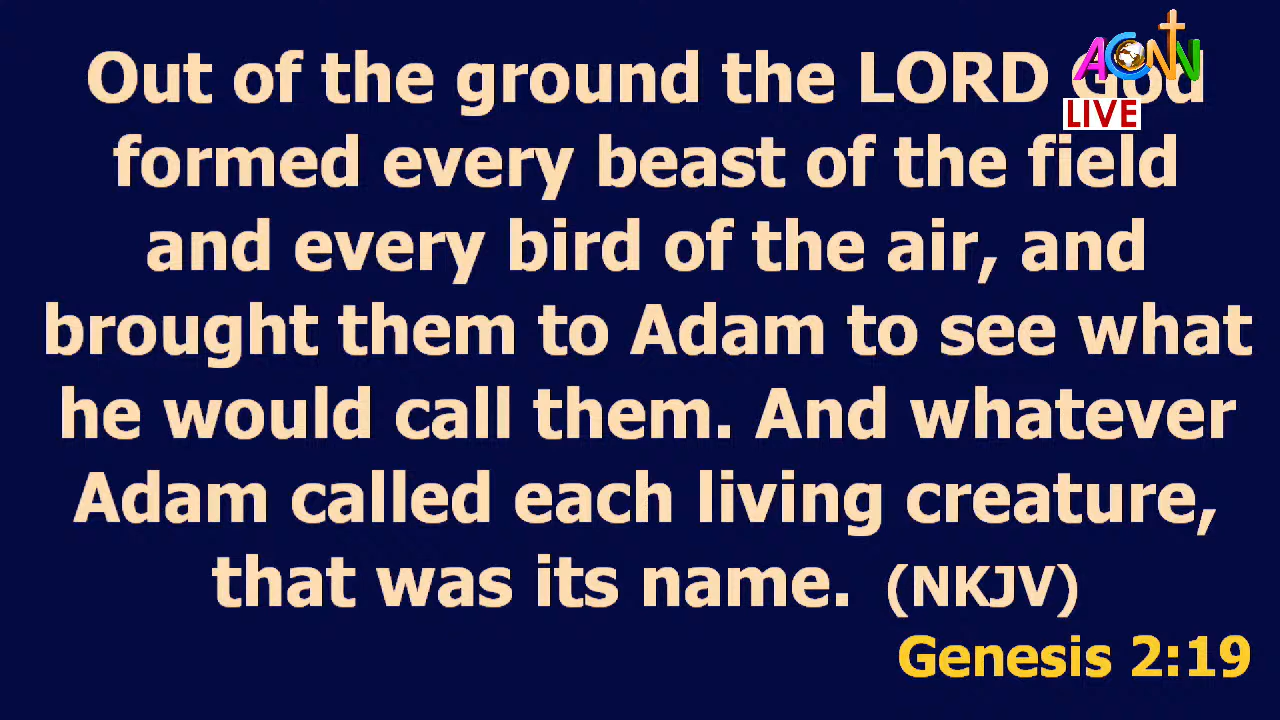 Out of the ground the LORD God
formed every beast of the field
and every bird of the air, and
brought them to Adam to see what
he would call them. And whatever
Adam called each living creature,
that was its name. (NKJV)
Genesis 2:19
ACNN
LIVE